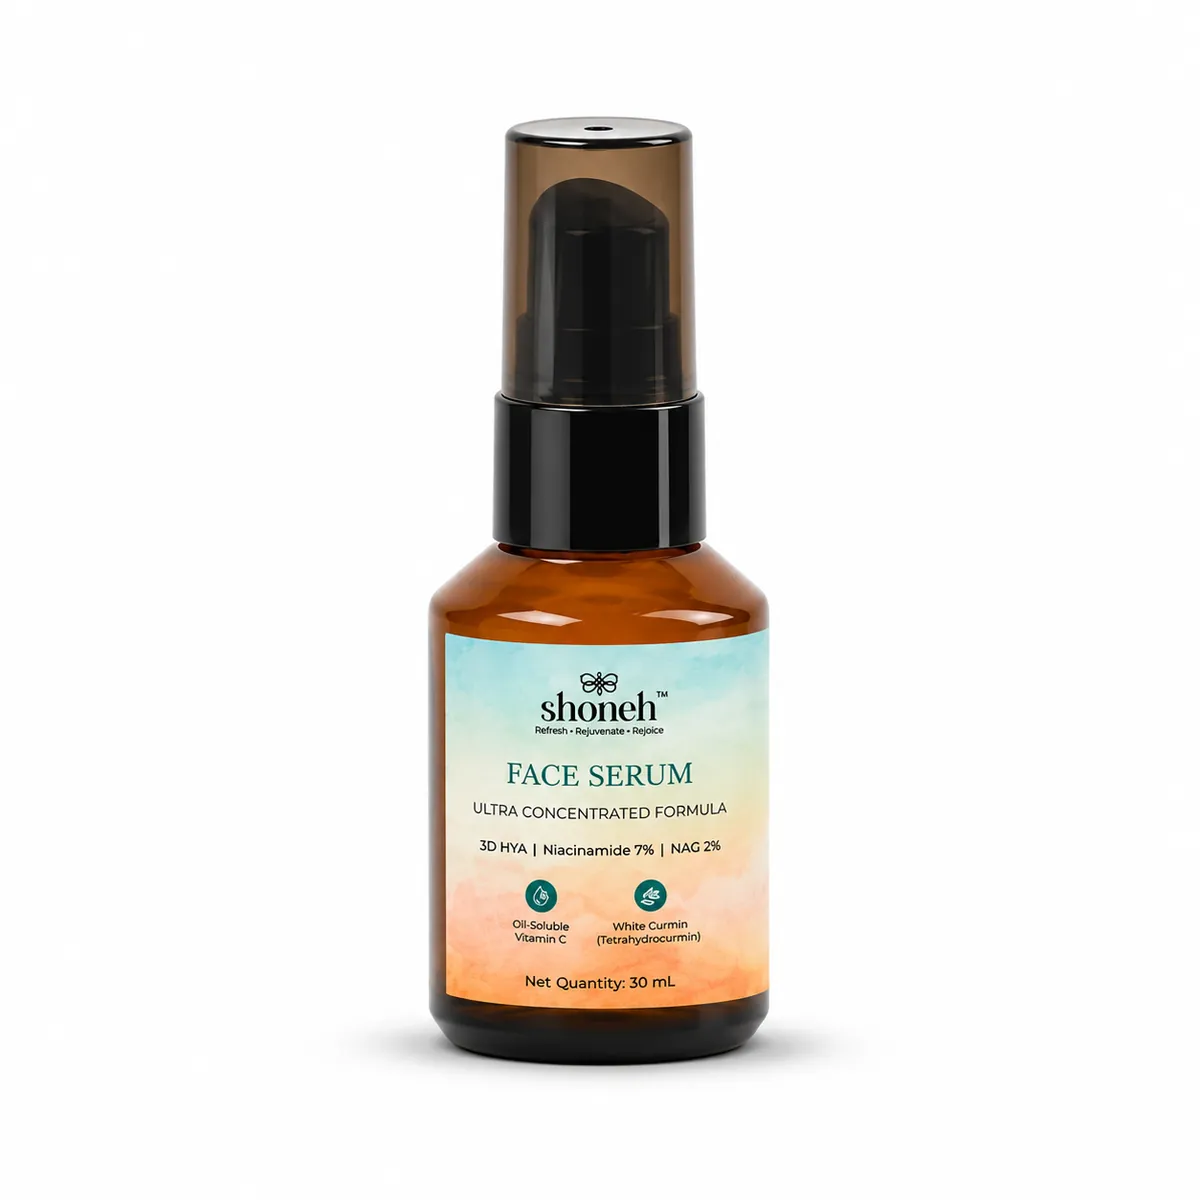 shoneh™
Refresh • Rejuvenate • Rejoice
FACE SERUM
ULTRA CONCENTRATED FORMULA
3D HYA | Niacinamide 7% | NAG 2%
Oil-Soluble
Vitamin C
White Curmin
(Tetrahydrocurmin)
Net Quantity: 30 mL